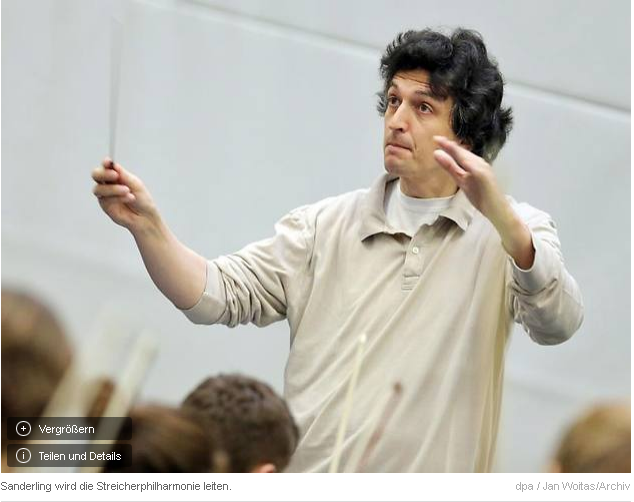 Vergrößern
Teilen und Details
Sanderling wird die Streicherphilharmonie leiten.
dpa / Jan Woitas/Archiv